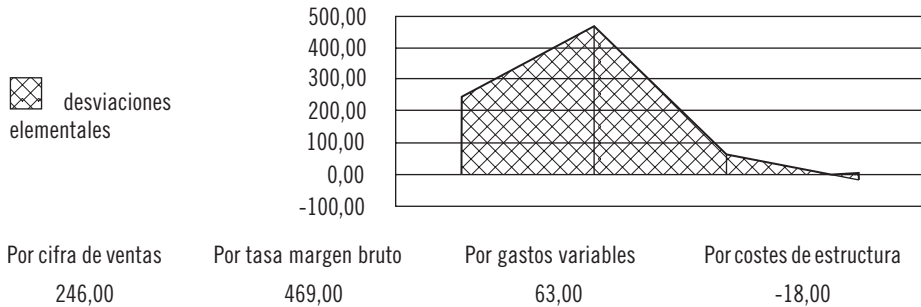 500,00
400,00
300,00
200,00
100,00
0,00
-100,00
desviaciones
elementales
Por cifra de ventas Por tasa margen bruto Por gastos variables Por costes de estructura
246,00 469,00 63,00 -18,00